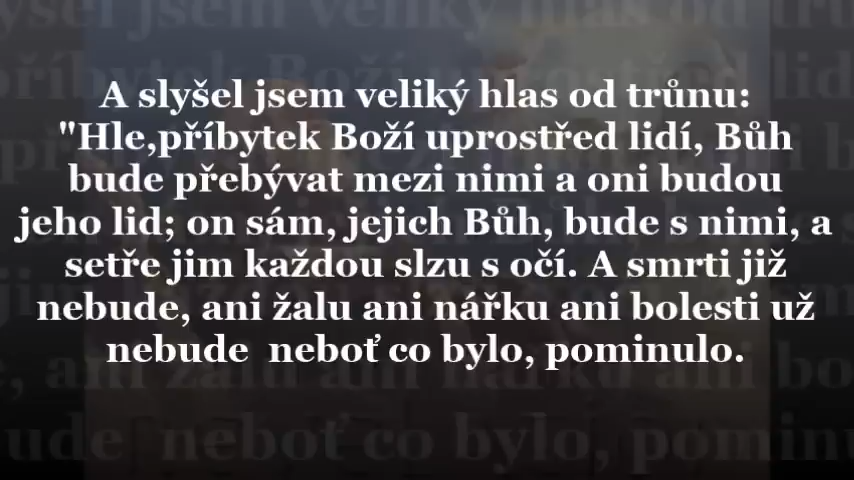 A slyšel jsem veliký hlas od trůnu:
"Hle,příbytek Boží uprostřed lidí, Bůh
bude přebývat mezi nimi a oni budou
jeho lid; on sám, jejich Bůh, bude s nimi, a
setře jim každou slzu s očí. A smrti již
nebude, ani žalu ani nářku ani bolesti už
nebude  neboť co bylo, pominulo.